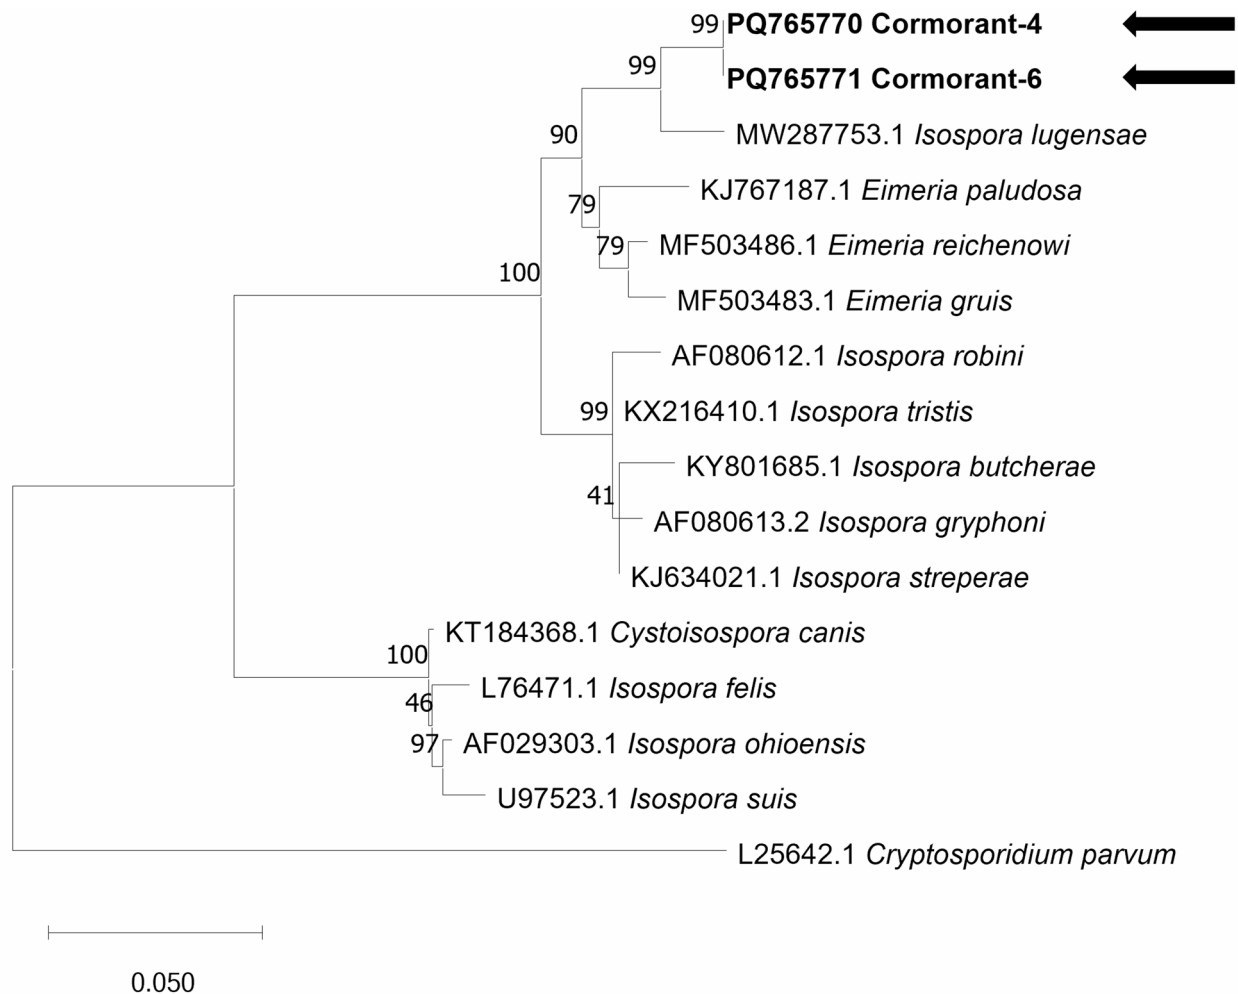 99 PQ765770 Cormorant-4
99
PQ765771 Cormorant-6
90 MW287753.1 Isospora lugensae
79 KJ767187.1 Eimeria paludosa
79 MF503486.1 Eimeria reichenowi
100
MF503483.1 Eimeria gruis
AF080612.1 Isospora robini
99 KX216410.1 Isospora tristis
KY801685.1 Isospora butcherae
41
AF080613.2 Isospora gryphoni
KJ634021.1 Isospora streperae
KT184368.1 Cystoisospora canis
100
L76471.1 Isospora felis
46
97 AF029303.1 Isospora ohioensis
U97523.1 Isospora suis
L25642.1 Cryptosporidium parvum
0.050